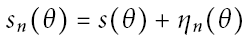 sₙ(θ) = s(θ) + ηₙ(θ)